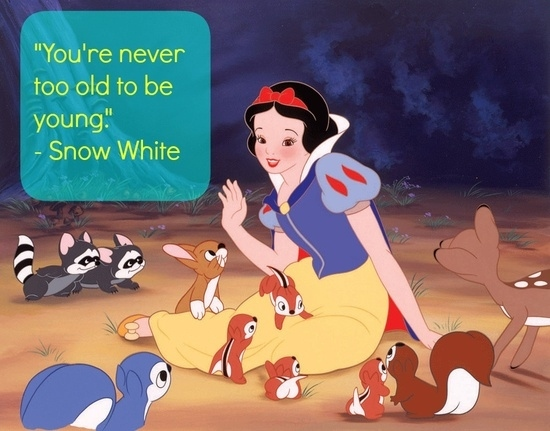 "You're never
too old to be
young."
- Snow White